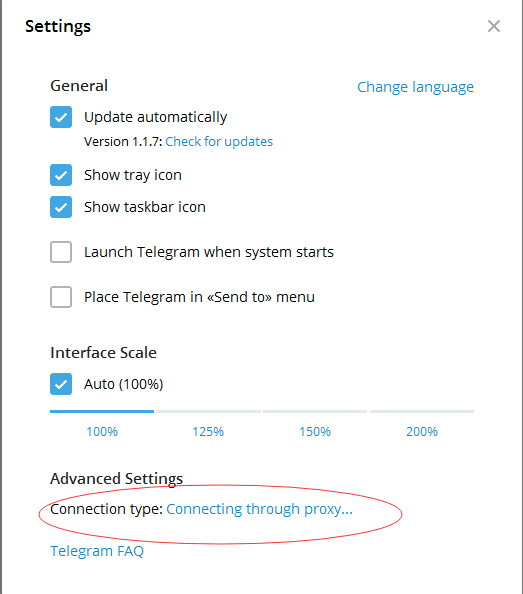 Settings
General
Change language
Update automatically
Version 1.1.7: Check for updates
Show tray icon
Show taskbar icon
Launch Telegram when system starts
Place Telegram in «Send to» menu
Interface Scale
Auto (100%)
100% 125% 150% 200%
Advanced Settings
Connection type: Connecting through proxy...
Telegram FAQ